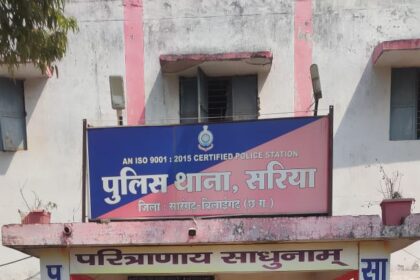 AN ISO 9001 : 2015 CERTIFIED POLICE STATION
पुलिस थाना, सरिया
जिला : सारंगढ़-बिलाईगढ़ (छ.ग.)
परित्राणाय साधुनाम्
प
सा